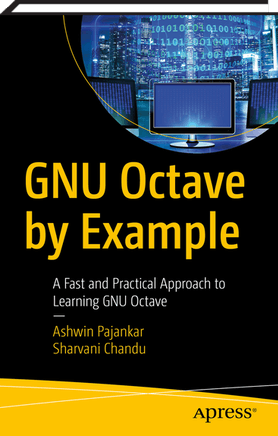 GNU Octave
by Example
A Fast and Practical Approach to
Learning GNU Octave
Ashwin Pajankar
Sharvani Chandu
Apress®